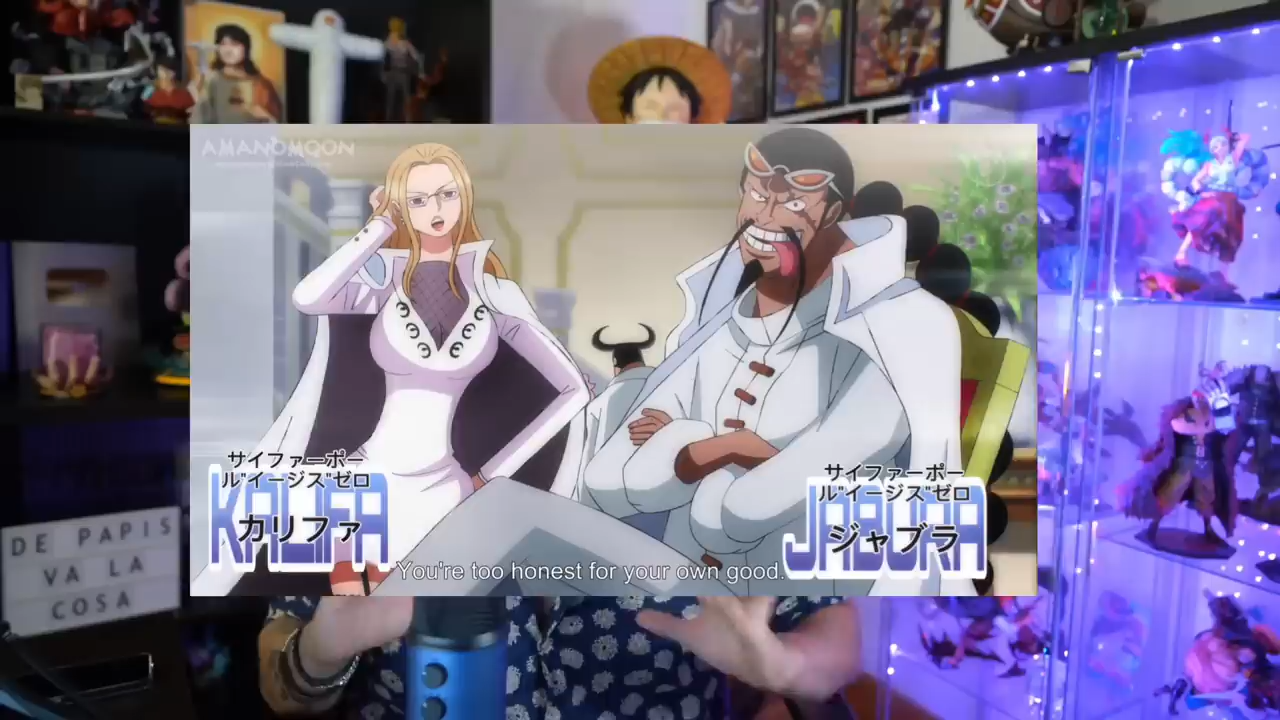 AMANOMOON
サイファーポー
ル"イージス"ゼロ
KALIFA
カリファ
サイファーポー
ル"イージス"ゼロ
JABURA
ジャブラ
You're too honest for your own good.
DE PAPIS
VA LA
COSA